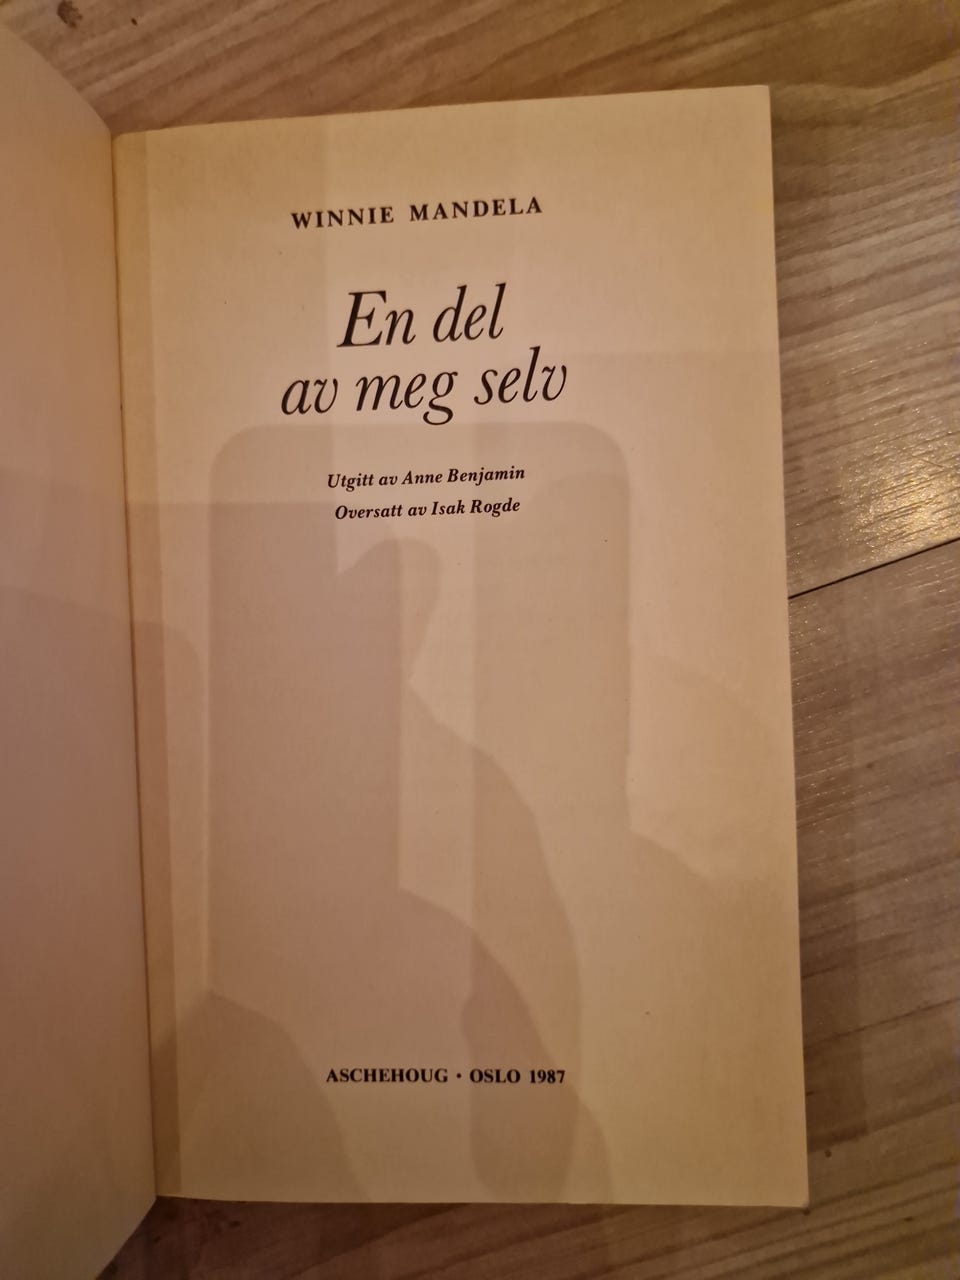 WINNIE MANDELA
En del
av meg selv
Utgitt av Anne Benjamin
Oversatt av Isak Rogde
ASCHEHOUG • OSLO 1987